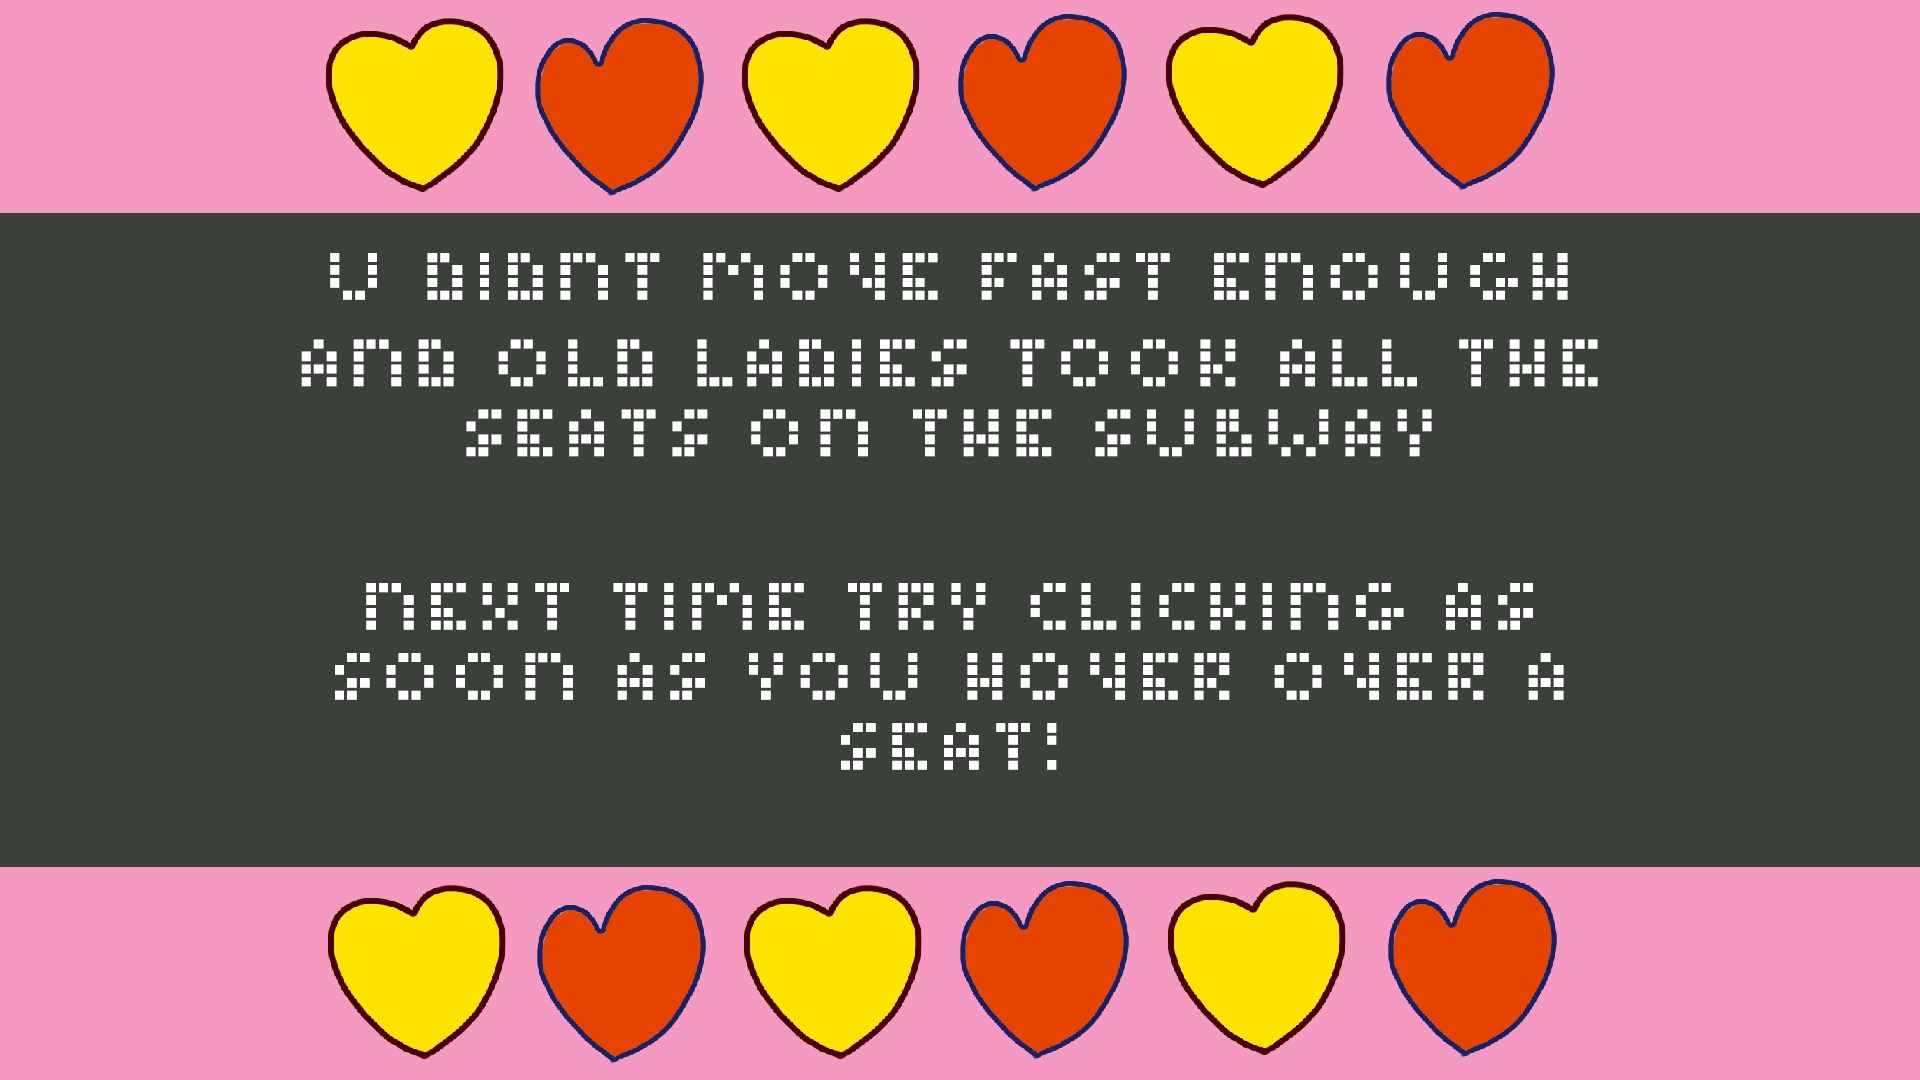 U DIDNT MOVE FAST ENOUGH
AND OLD LADIES TOOK ALL THE
SEATS ON THE SUBWAY
NEXT TIME TRY CLICKING AS
SOON AS YOU HOVER OVER A
SEAT!